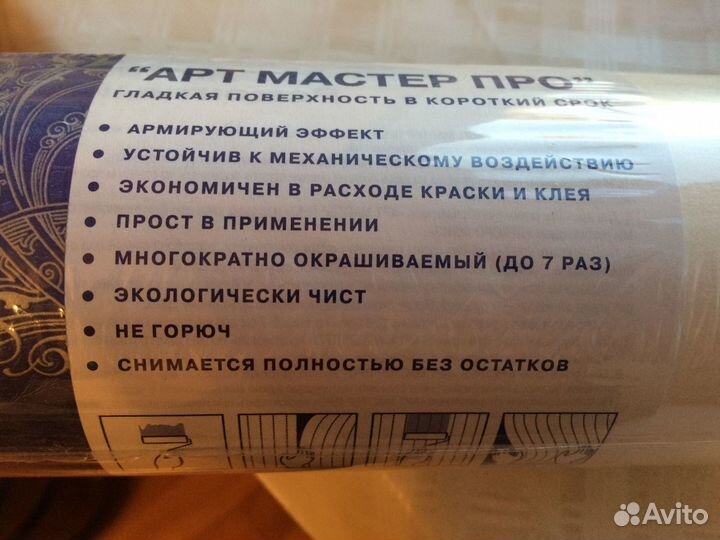 “АРТ МАСТЕР ПРО”
ГЛАДКАЯ ПОВЕРХНОСТЬ В КОРОТКИЙ СРОК
• АРМИРУЮЩИЙ ЭФФЕКТ
• УСТОЙЧИВ К МЕХАНИЧЕСКОМУ ВОЗДЕЙСТВИЮ
• ЭКОНОМИЧЕН В РАСХОДЕ КРАСКИ И КЛЕЯ
• ПРОСТ В ПРИМЕНЕНИИ
• МНОГОКРАТНО ОКРАШИВАЕМЫЙ (ДО 7 РАЗ)
• ЭКОЛОГИЧЕСКИ ЧИСТ
• НЕ ГОРЮЧ
• СНИМАЕТСЯ ПОЛНОСТЬЮ БЕЗ ОСТАТКОВ
Avito